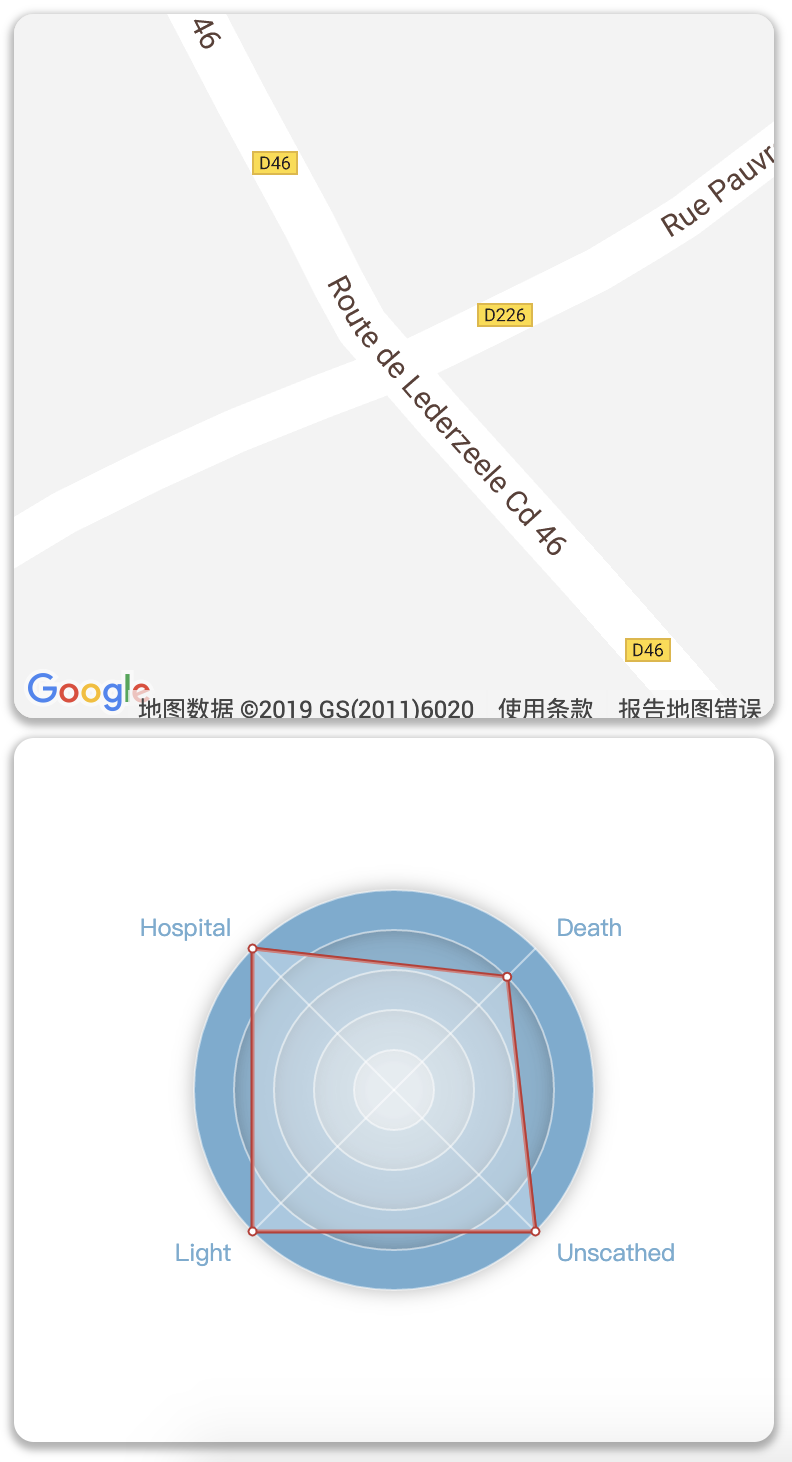 46
D46
Rue Pauvr
Route de Lederzeele Cd 46
D226
D46
Google
地图数据 ©2019 GS(2011)6020 使用条款 报告地图错误
Hospital
Death
Light
Unscathed